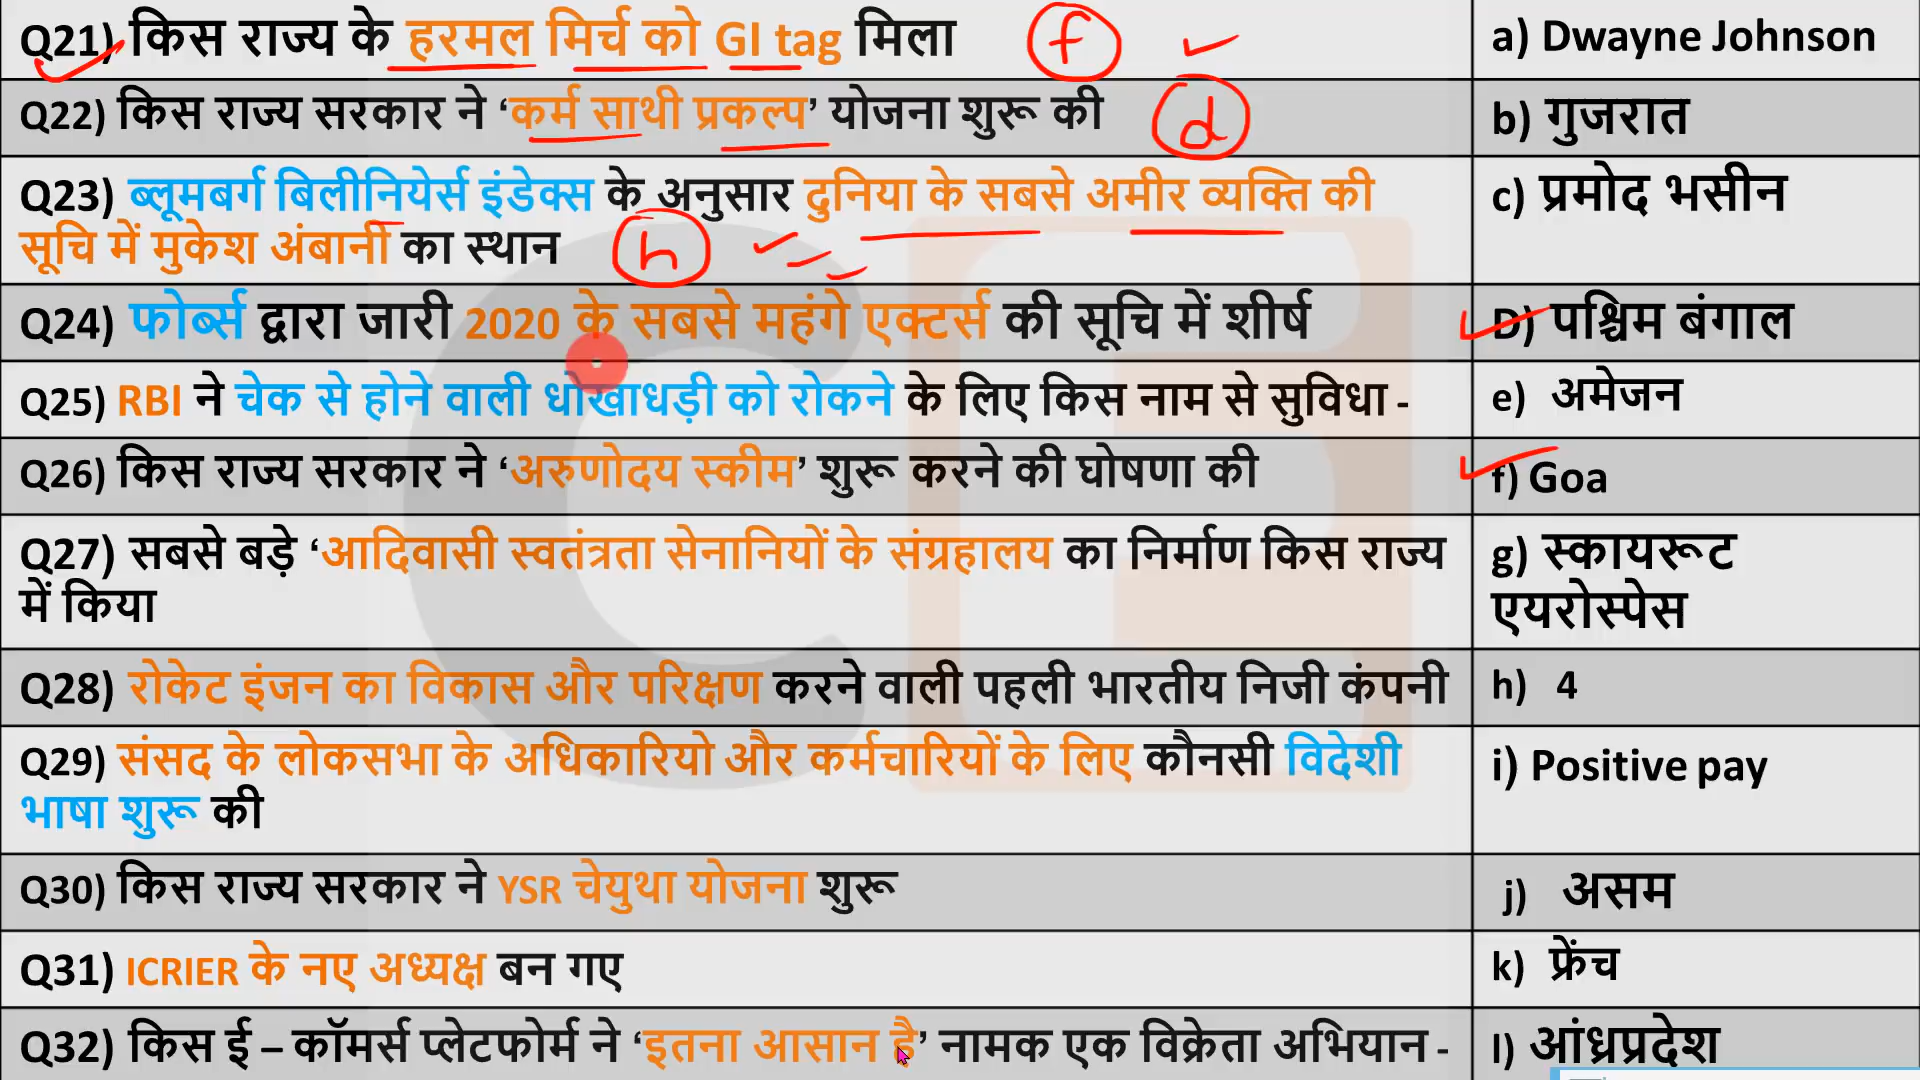 Q21) किस राज्य के हरमल मिर्च को GI tag मिला f
a) Dwayne Johnson
Q22) किस राज्य सरकार ने ‘कर्म साथी प्रकल्प’ योजना शुरू की d
b) गुजरात
Q23) ब्लूमबर्ग बिलीनियेर्स इंडेक्स के अनुसार दुनिया के सबसे अमीर व्यक्ति की
सूचि में मुकेश अंबानी का स्थान h
c) प्रमोद भसीन
Q24) फोर्ब्स द्वारा जारी 2020 के सबसे महंगे एक्टर्स की सूचि में शीर्ष
D) पश्चिम बंगाल
Q25) RBI ने चेक से होने वाली धोखाधड़ी को रोकने के लिए किस नाम से सुविधा -
e) अमेजन
Q26) किस राज्य सरकार ने ‘अरुणोदय स्कीम’ शुरू करने की घोषणा की
f) Goa
Q27) सबसे बड़े ‘आदिवासी स्वतंत्रता सेनानियों के संग्रहालय का निर्माण किस राज्य
में किया
g) स्कायरूट
एयरोस्पेस
Q28) रोकेट इंजन का विकास और परिक्षण करने वाली पहली भारतीय निजी कंपनी
h) 4
Q29) संसद के लोकसभा के अधिकारियो और कर्मचारियों के लिए कौनसी विदेशी
भाषा शुरू की
i) Positive pay
Q30) किस राज्य सरकार ने YSR चेयुथा योजना शुरू
j) असम
Q31) ICRIER के नए अध्यक्ष बन गए
k) फ्रेंच
Q32) किस ई – कॉमर्स प्लेटफोर्म ने ‘इतना आसान है’ नामक एक विक्रेता अभियान -
l) आंध्रप्रदेश